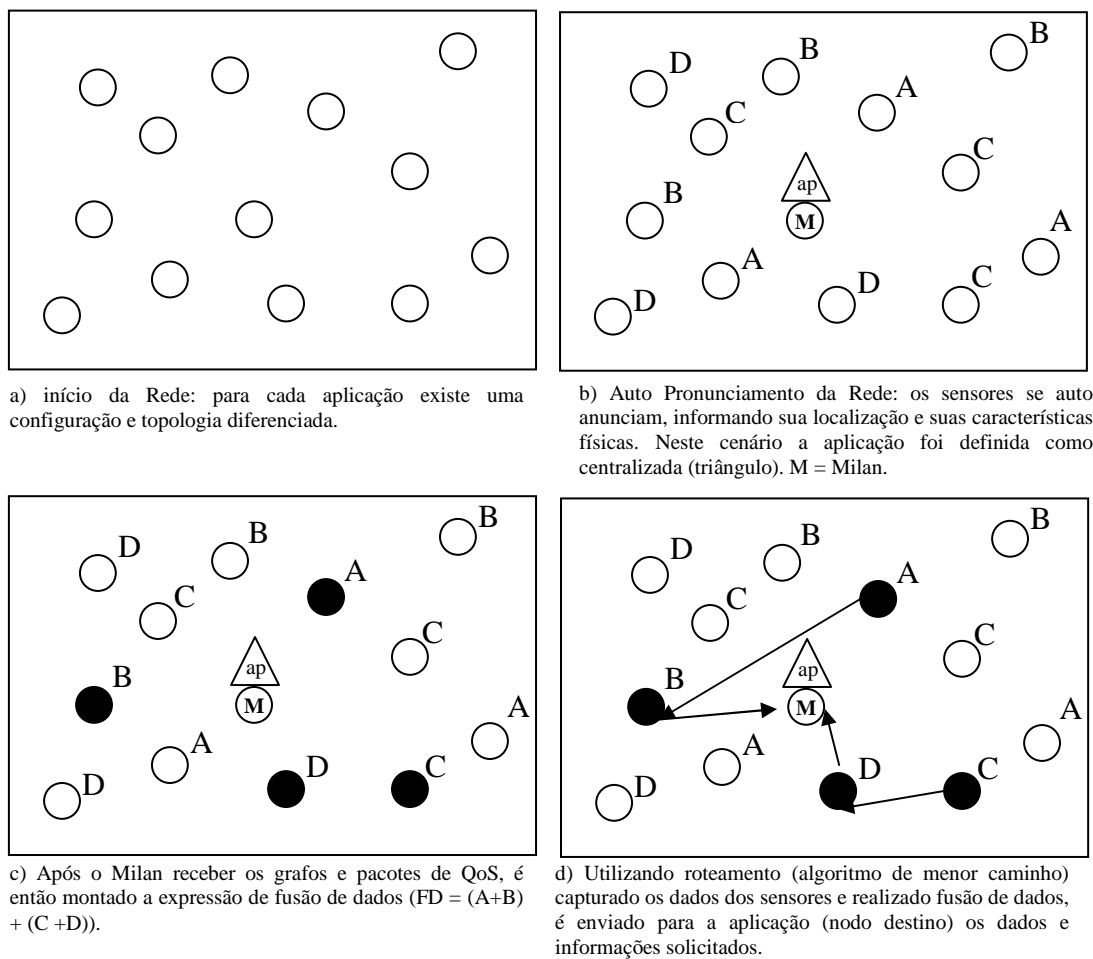 D
B
B
C
A
C
ap
B
M
A
A
D
D
C
a) início da Rede: para cada aplicação existe uma
configuração e topologia diferenciada.
b) Auto Pronunciamento da Rede: os sensores se auto
anunciam, informando sua localização e suas características
físicas. Neste cenário a aplicação foi definida como
centralizada (triângulo). M = Milan.
D
B
B
C
A
C
ap
B
M
A
A
D
D
C
D
B
B
C
A
C
ap
B
M
A
A
D
D
C
c) Após o Milan receber os grafos e pacotes de QoS, é
então montado a expressão de fusão de dados (FD = (A+B)
+ (C +D)).
d) Utilizando roteamento (algoritmo de menor caminho)
capturado os dados dos sensores e realizado fusão de dados,
é enviado para a aplicação (nodo destino) os dados e
informações solicitados.